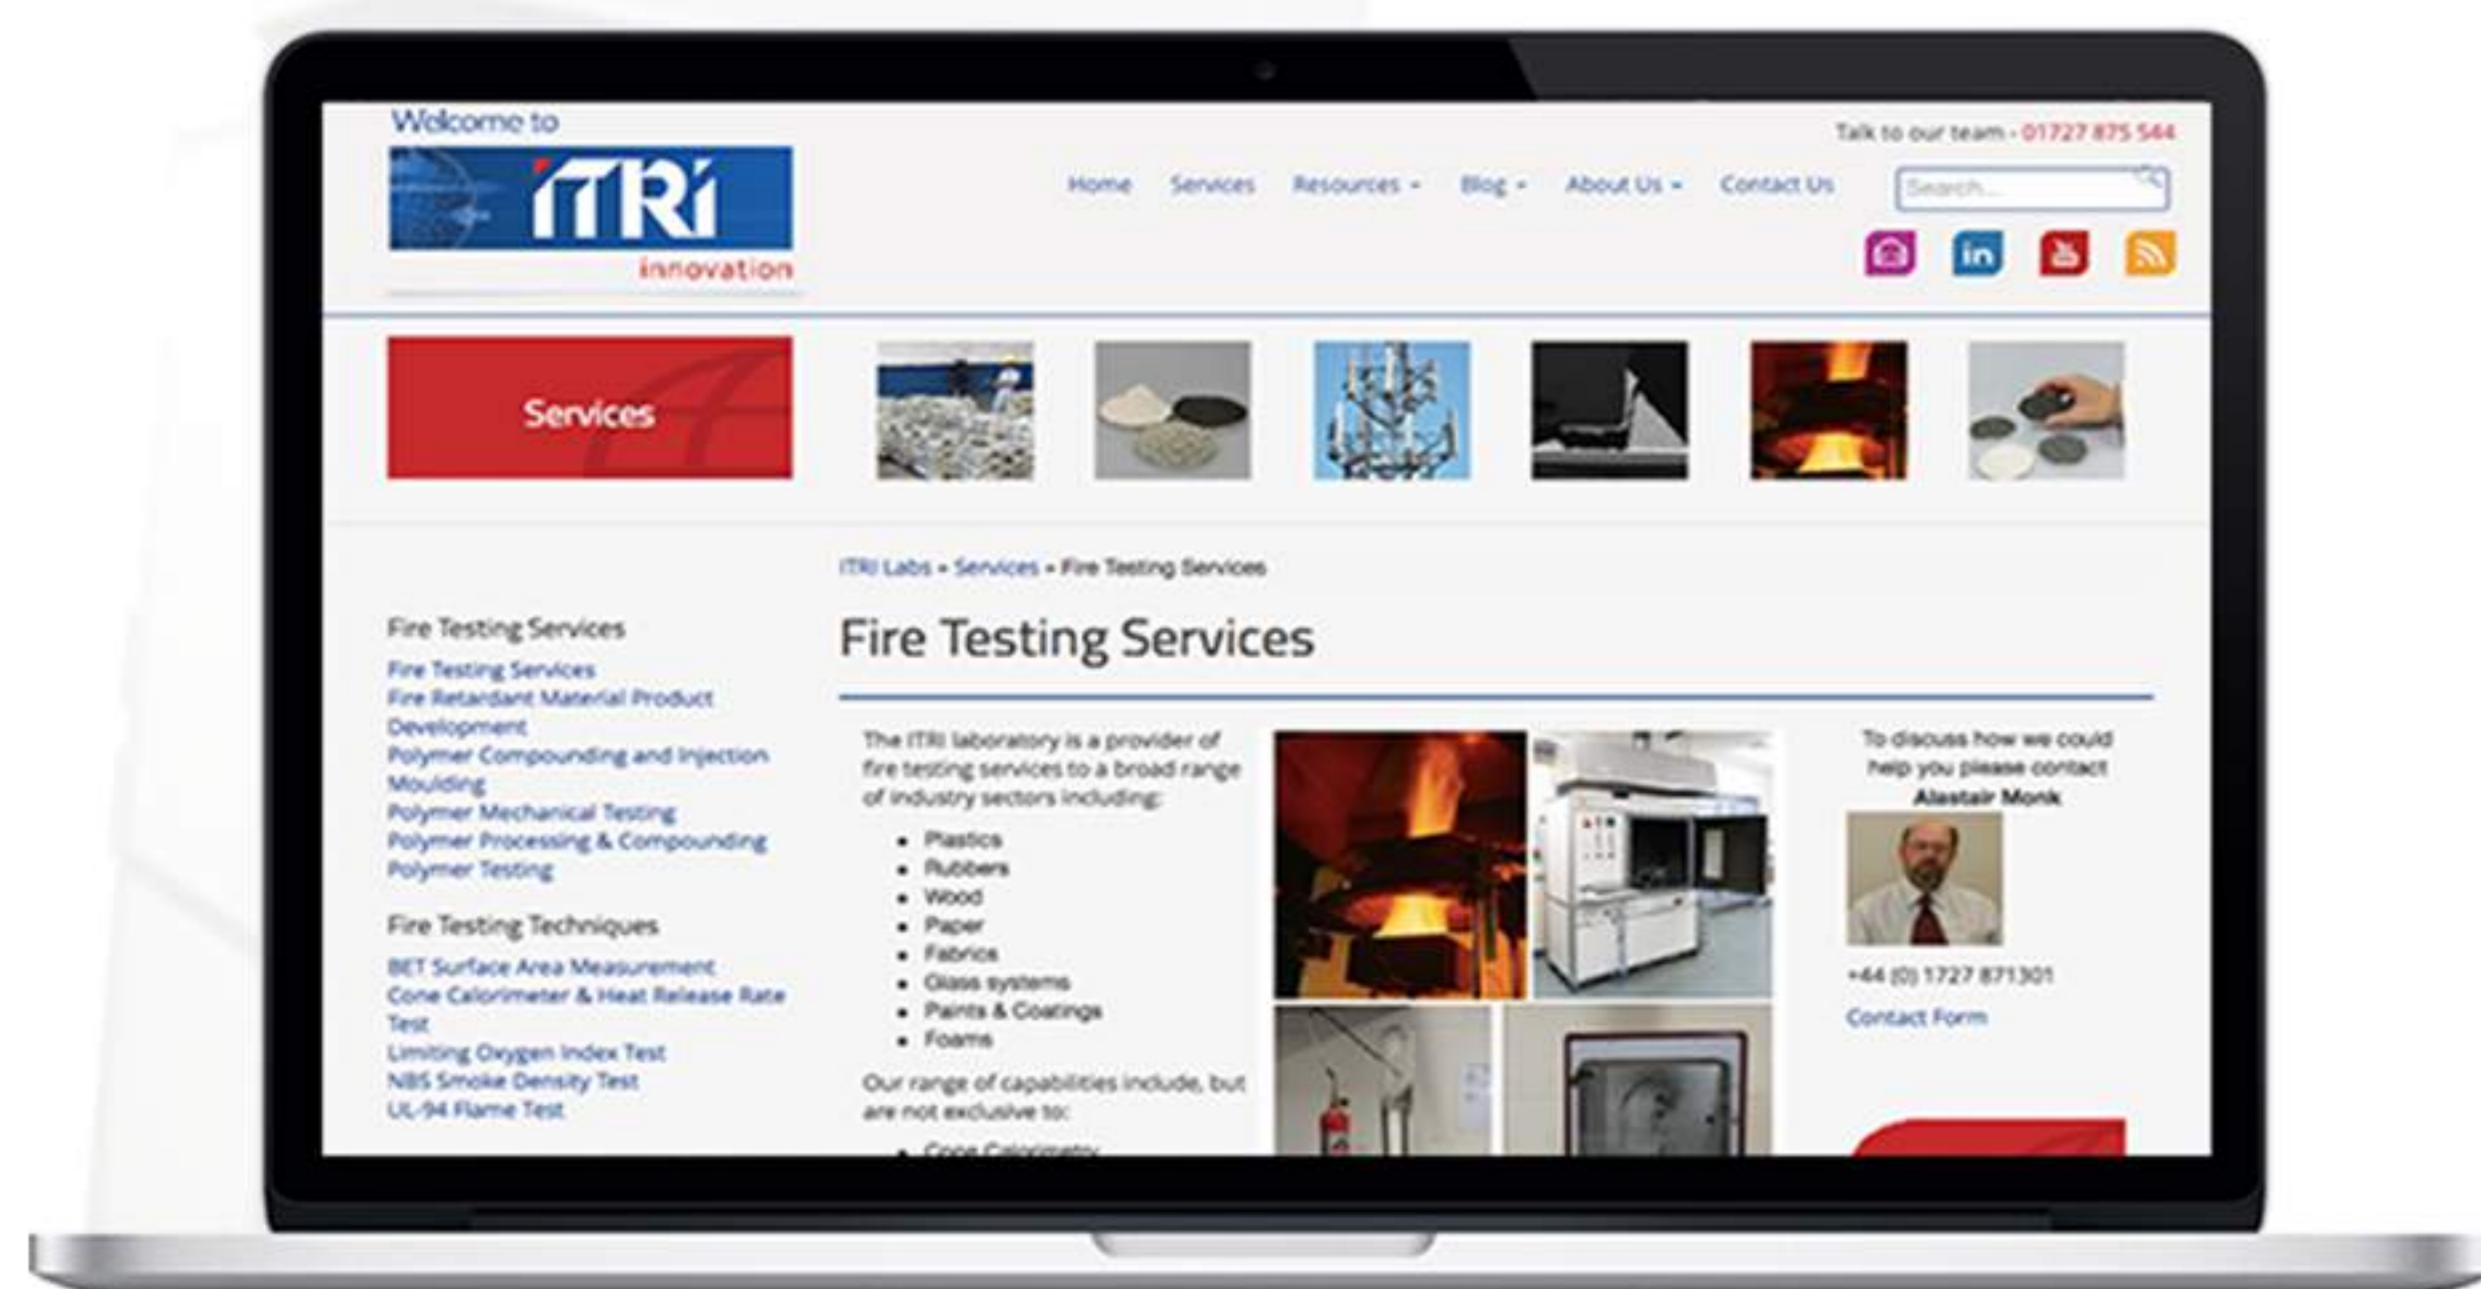 Welcome to
iTRi
innovation
Talk to our team - 01727 875 544
Home Services Resources Blog About Us Contact Us Search...
in
Services
ITRI Labs » Services » Fire Testing Services
Fire Testing Services
Fire Testing Services
Fire Retardant Material Product
Development
Polymer Compounding and Injection
Moulding
Polymer Mechanical Testing
Polymer Processing & Compounding
Polymer Testing
Fire Testing Techniques
BET Surface Area Measurement
Cone Calorimeter & Heat Release Rate
Test
Limiting Oxygen Index Test
NBS Smoke Density Test
UL-94 Flame Test
Fire Testing Services
The ITRI laboratory is a provider of
fire testing services to a broad range
of industry sectors including:
• Plastics
• Rubbers
• Wood
• Paper
• Fabrics
• Glass systems
• Paints & Coatings
• Foams
Our range of capabilities include, but
are not exclusive to:
• Cone Calorimetry
To discuss how we could
help you please contact
Alastair Monk
+44 (0) 1727 871301
Contact Form